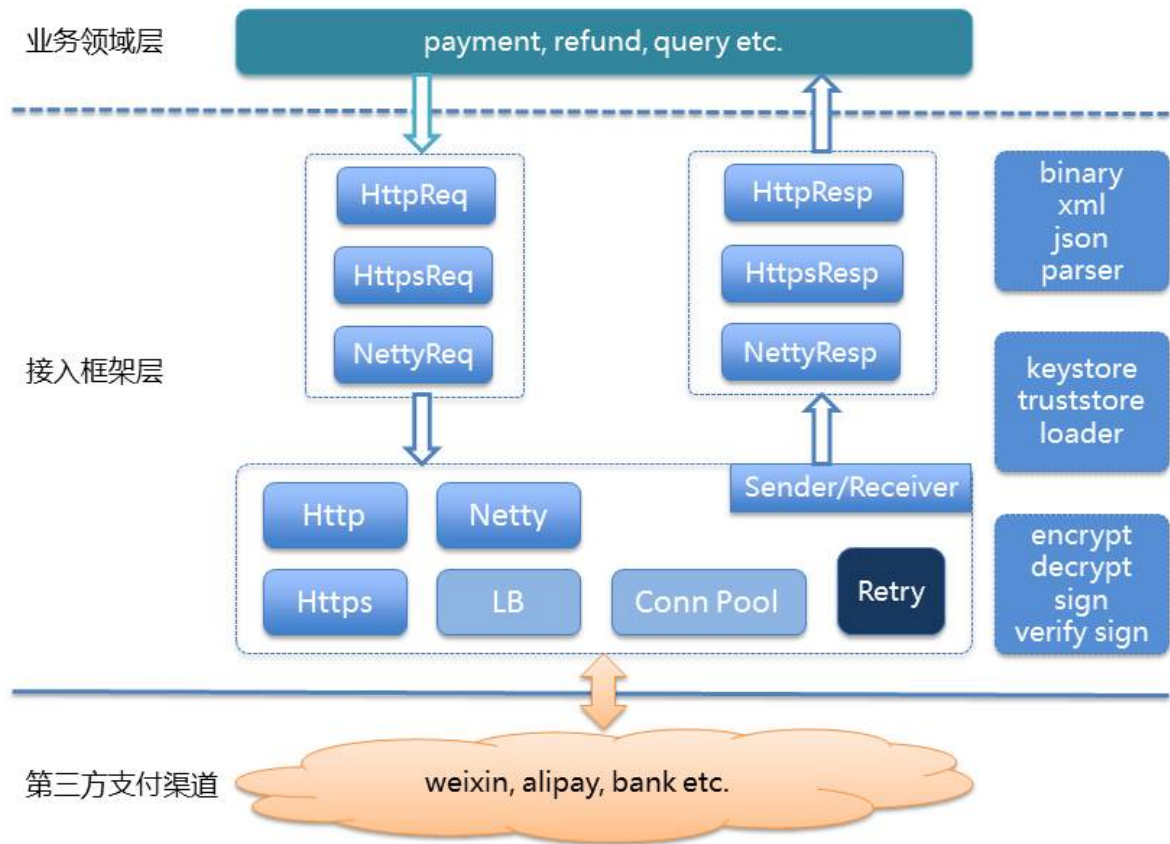 业务领域层
payment, refund, query etc.
接入框架层
HttpReq
HttpsReq
NettyReq
HttpResp
HttpsResp
NettyResp
binary
xml
json
parser
keystore
truststore
loader
Sender/Receiver
Http
Netty
Https
LB
Conn Pool
Retry
encrypt
decrypt
sign
verify sign
第三方支付渠道
weixin, alipay, bank etc.